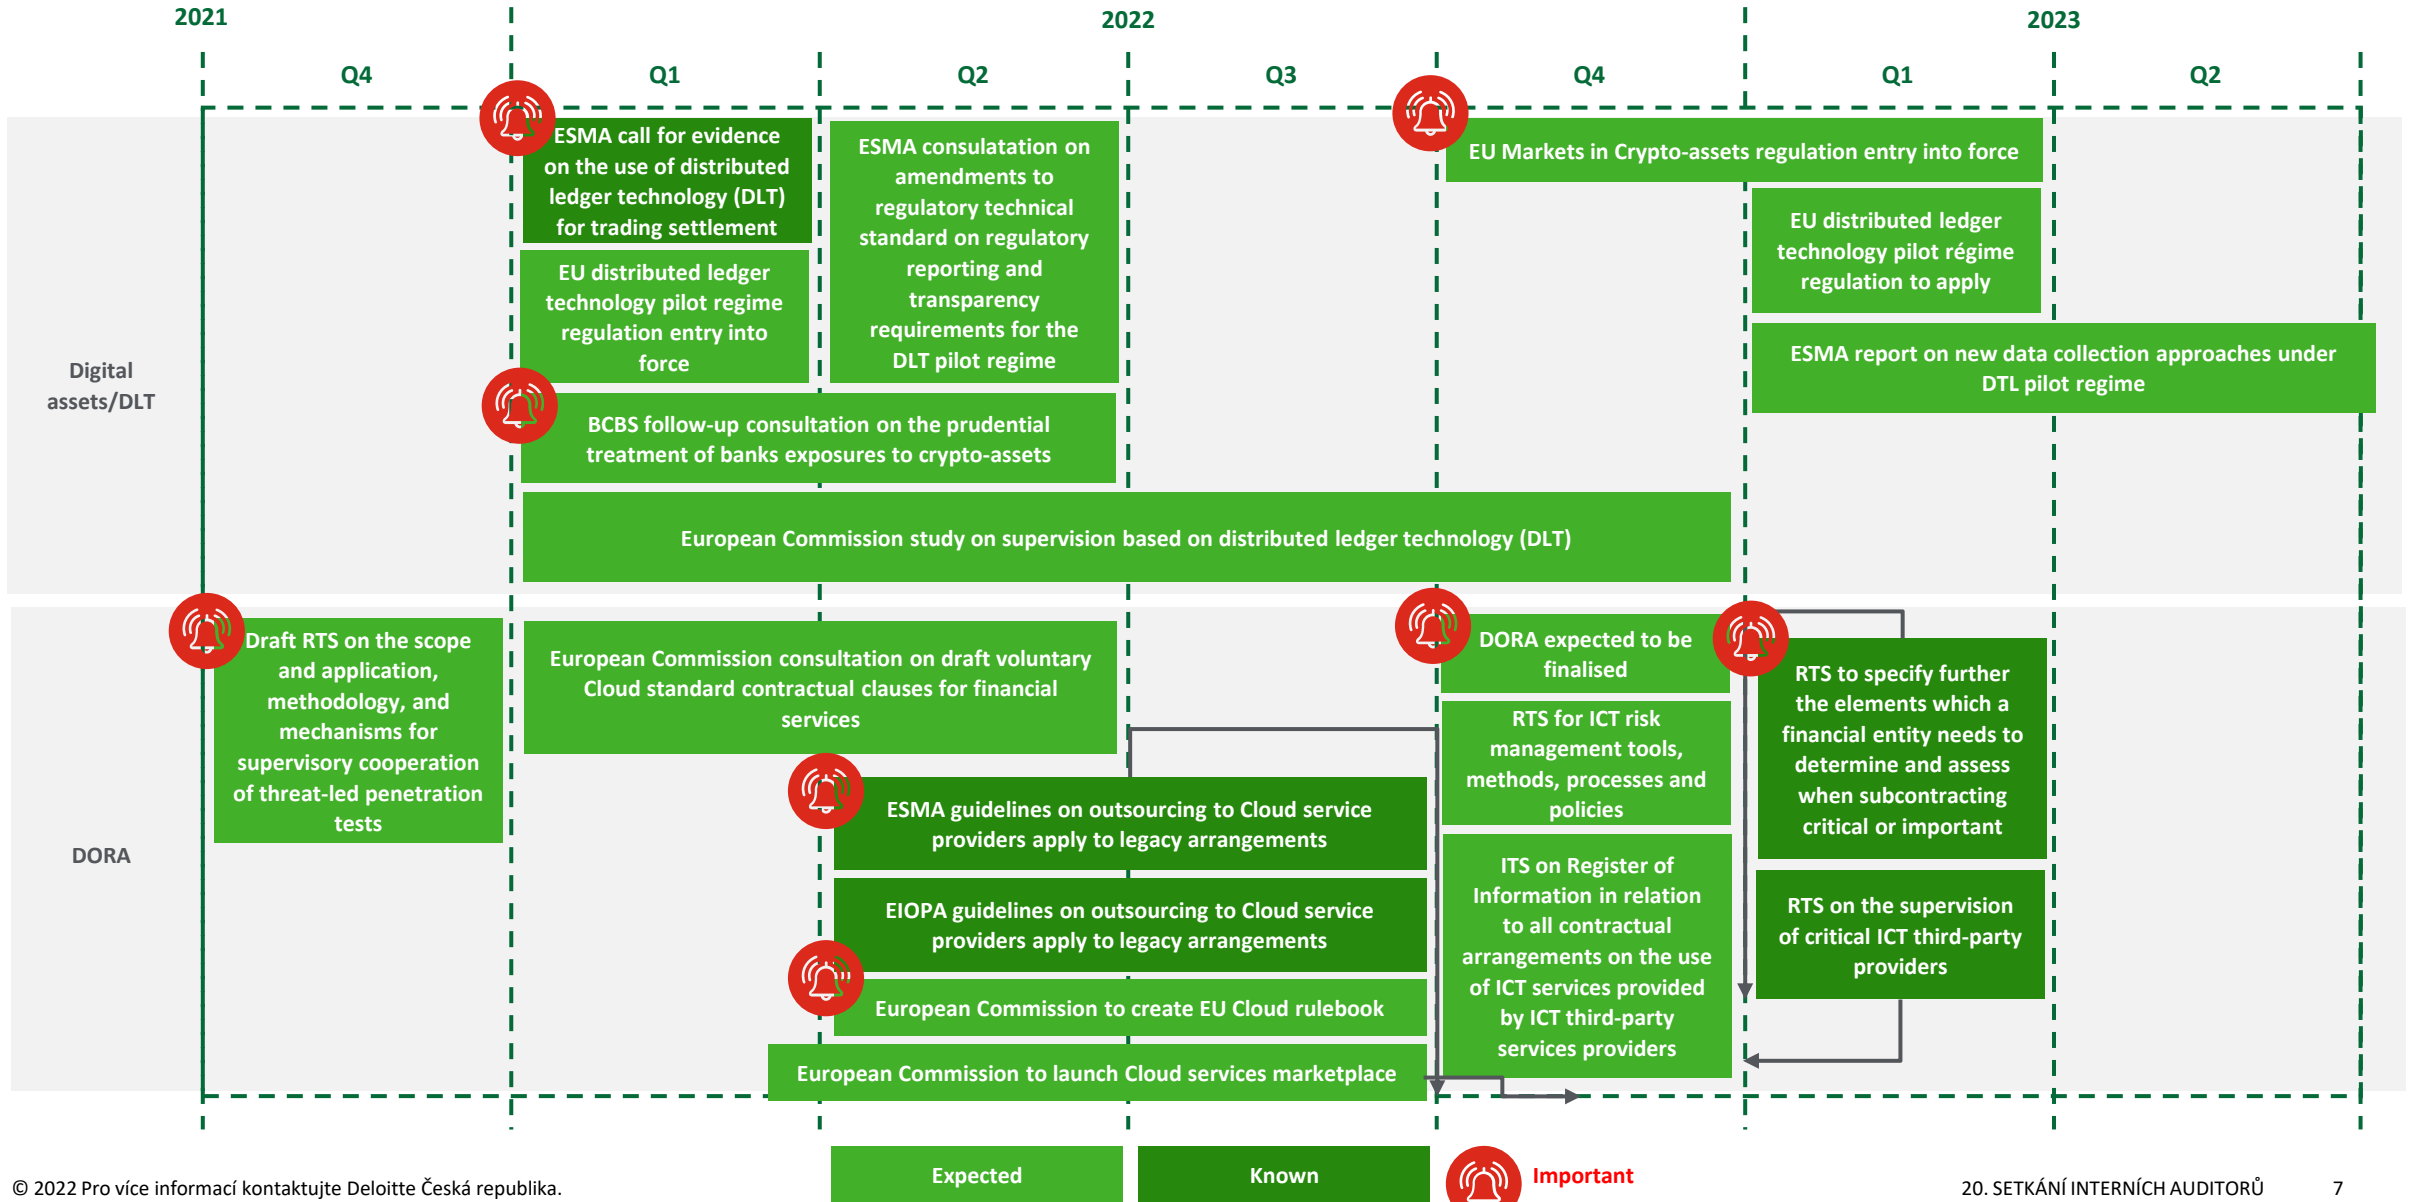 2021
2022
2023
Q4
Q1
Q2
Q3
Q4
Q1
Q2
Digital
assets/DLT
ESMA call for evidence
on the use of distributed
ledger technology (DLT)
for trading settlement
EU distributed ledger
technology pilot regime
regulation entry into
force
ESMA consulatation on
amendments to
regulatory technical
standard on regulatory
reporting and
transparency
requirements for the
DLT pilot regime
EU Markets in Crypto-assets regulation entry into force
EU distributed ledger
technology pilot régime
regulation to apply
ESMA report on new data collection approaches under
DTL pilot regime
BCBS follow-up consultation on the prudential
treatment of banks exposures to crypto-assets
European Commission study on supervision based on distributed ledger technology (DLT)
DORA
Draft RTS on the scope
and application,
methodology, and
mechanisms for
supervisory cooperation
of threat-led penetration
tests
European Commission consultation on draft voluntary
Cloud standard contractual clauses for financial
services
ESMA guidelines on outsourcing to Cloud service
providers apply to legacy arrangements
EIOPA guidelines on outsourcing to Cloud service
providers apply to legacy arrangements
European Commission to create EU Cloud rulebook
European Commission to launch Cloud services marketplace
DORA expected to be
finalised
RTS for ICT risk
management tools,
methods, processes and
policies
ITS on Register of
Information in relation
to all contractual
arrangements on the use
of ICT services provided
by ICT third-party
services providers
RTS to specify further
the elements which a
financial entity needs to
determine and assess
when subcontracting
critical or important
RTS on the supervision
of critical ICT third-party
providers
Expected
Known
Important
© 2022 Pro více informací kontaktujte Deloitte Česká republika.
20. SETKÁNÍ INTERNÍCH AUDITORŮ
7